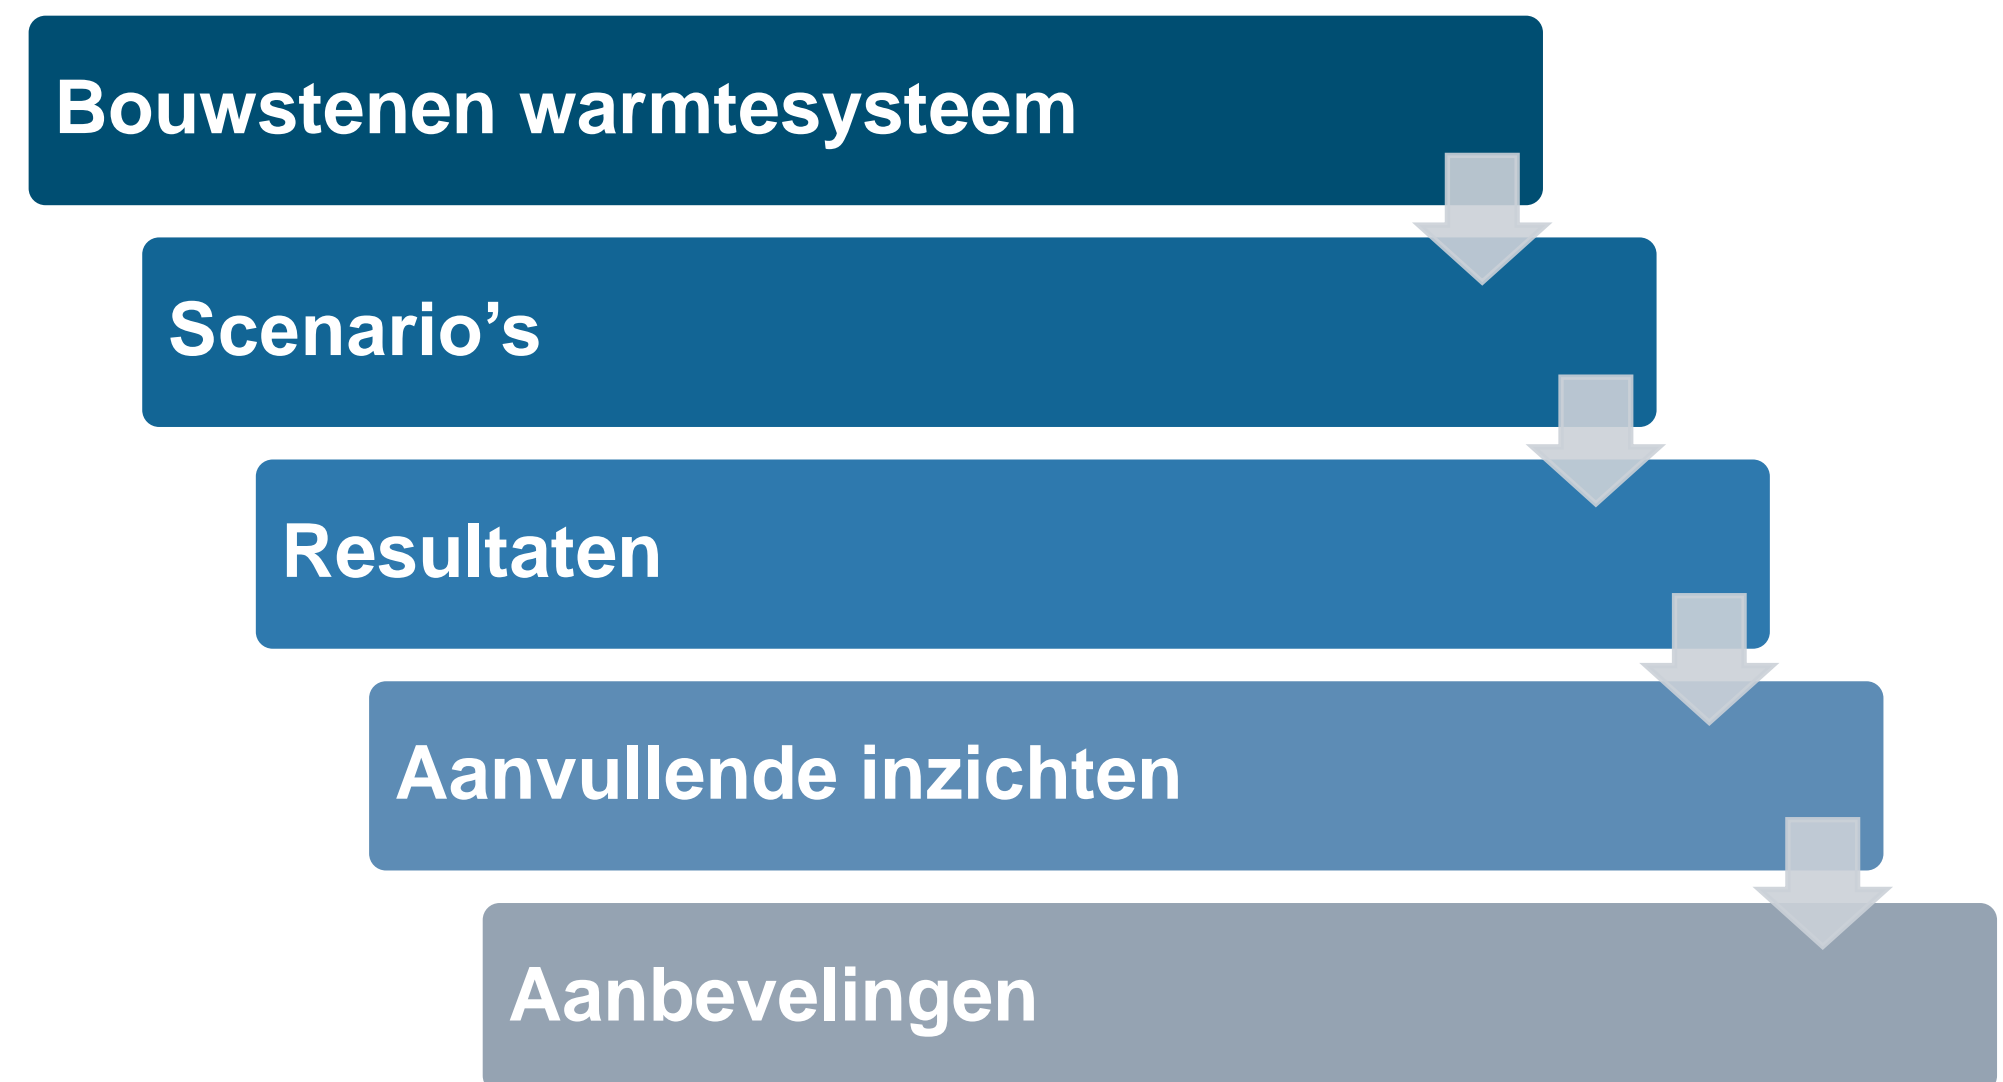 Bouwstenen warmtesysteem
Scenario’s
Resultaten
Aanvullende inzichten
Aanbevelingen